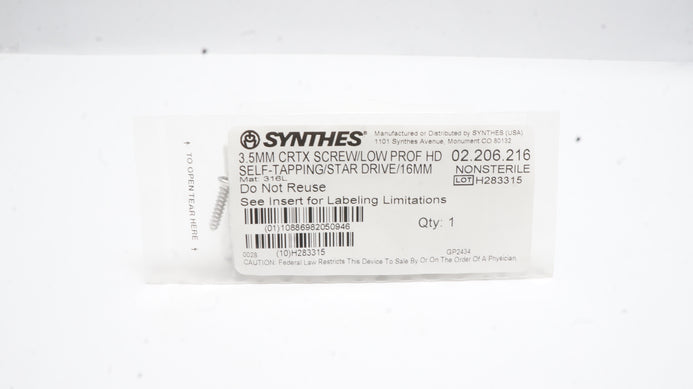 SYNTHES®
Manufactured or Distributed by SYNTHES (USA)
1101 Synthes Avenue, Monument CO 80132
3.5MM CRTX SCREW/LOW PROF HD
02.206.216
SELF-TAPPING/STAR DRIVE/16MM
NONSTERILE
Mat: 316L
LOT H283315
Do Not Reuse
See Insert for Labeling Limitations
(01)10886982050946
Qty: 1
0028
(10)H283315
GP2434
CAUTION: Federal Law Restricts This Device To Sale By Or On The Order Of A Physician
TO OPEN TEAR HERE